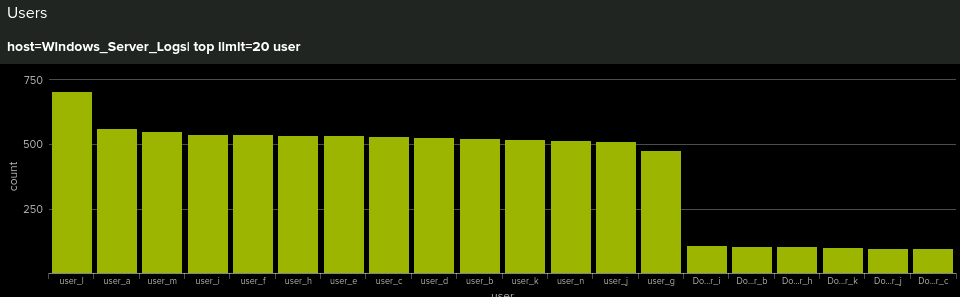 Users
host=Windows_Server_Logs| top limit=20 user
750
500
250
count
user_l user_a user_m user_i user_f user_h user_e user_c user_d user_b user_k user_n user_j user_g Do...r_i Do...r_b Do...r_h Do...r_k Do...r_j Do...r_c
user